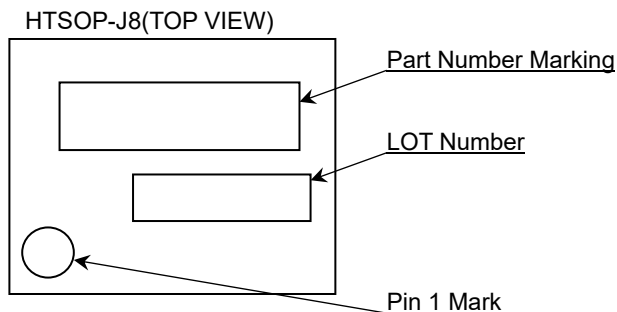 HTSOP-J8(TOP VIEW)
Part Number Marking
LOT Number
Pin 1 Mark